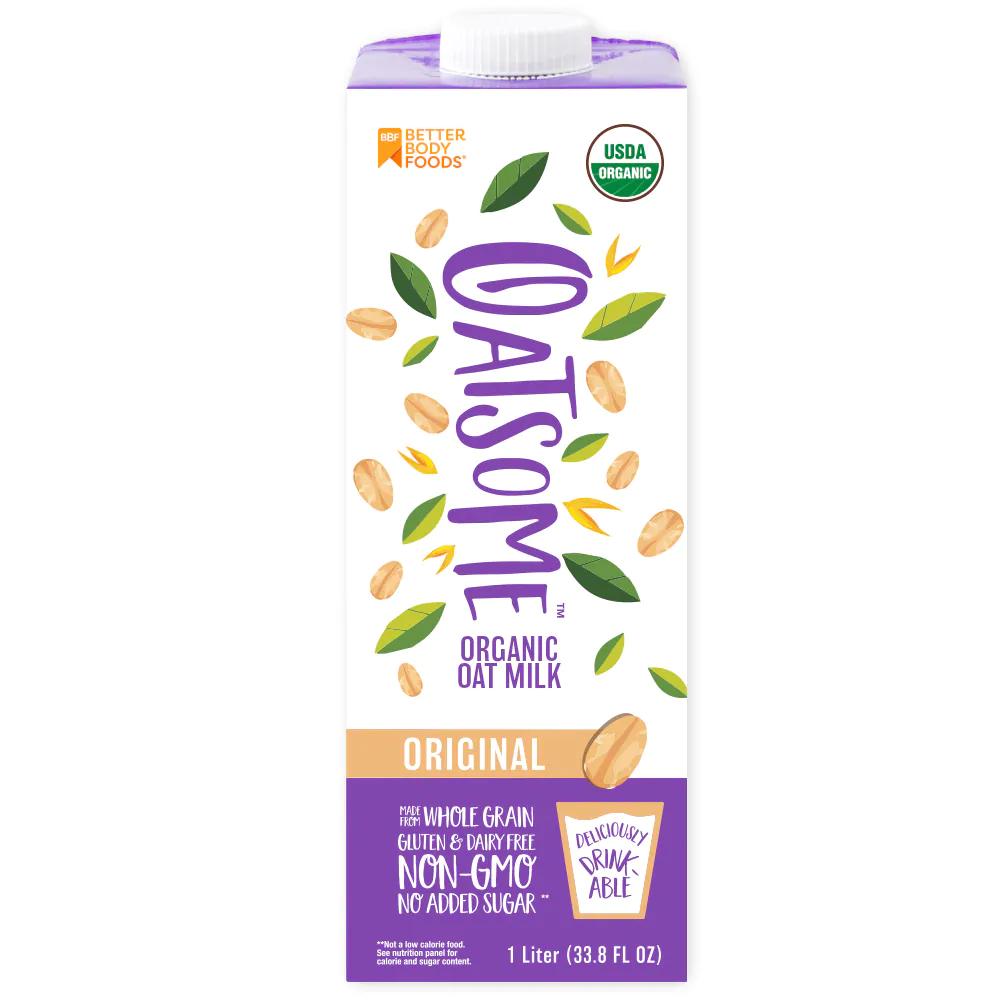 BBF
BETTER
BODY
FOODS®
USDA
ORGANIC
OATSOME™
ORGANIC
OAT MILK
ORIGINAL
MADE
FROM WHOLE GRAIN
GLUTEN & DAIRY FREE
NON-GMO
NO ADDED SUGAR **
DELICIOUSLY
DRINK-
ABLE
**Not a low calorie food.
See nutrition panel for
calorie and sugar content.
1 Liter (33.8 FL OZ)